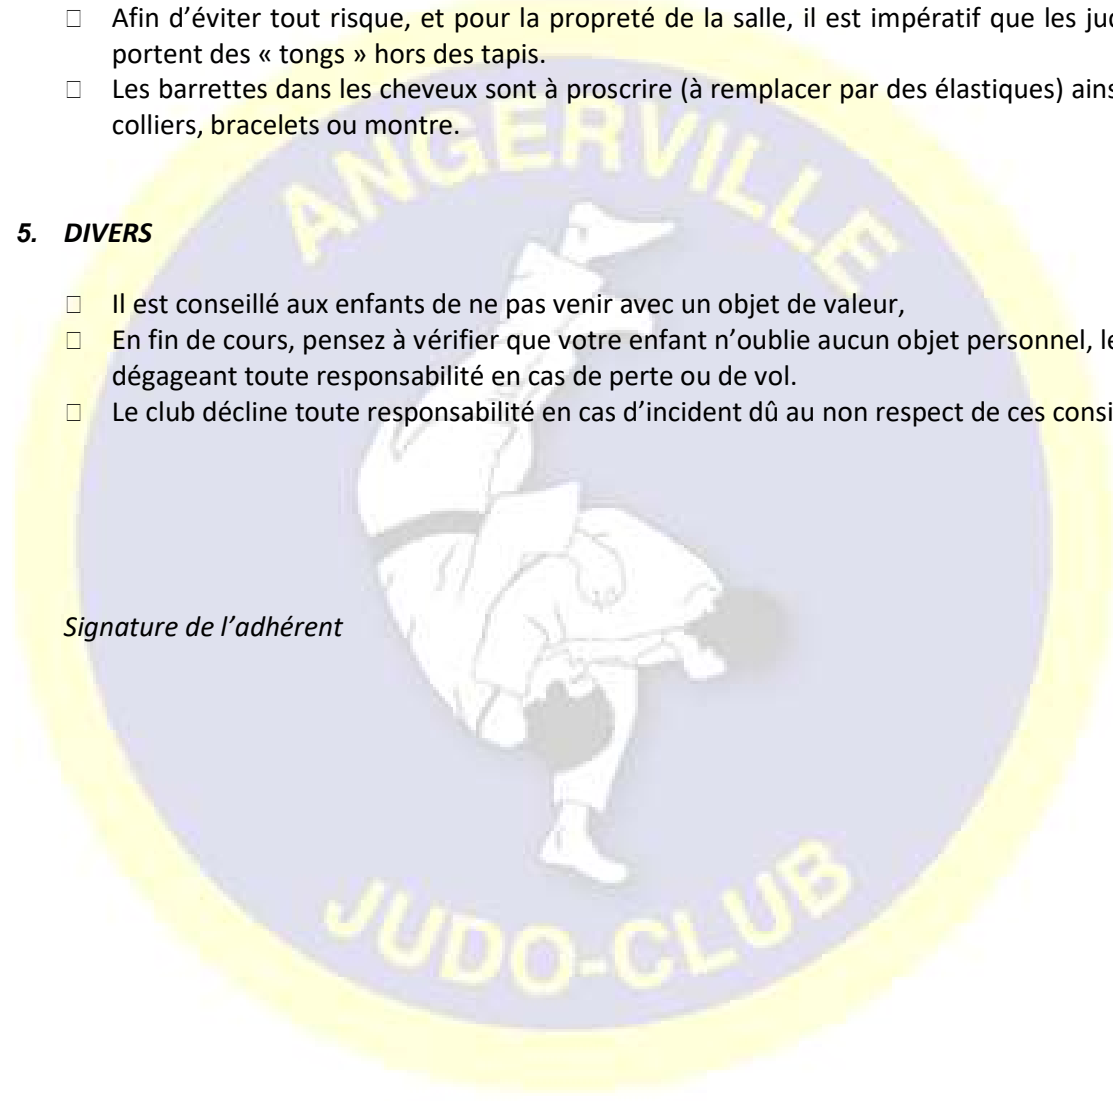 Afin d’éviter tout risque, et pour la propreté de la salle, il est impératif que les
portent des « tongs » hors des tapis.
Les barrettes dans les cheveux sont à proscrire (à remplacer par des élastiques)
colliers, bracelets ou montre.
ANGERVILLE
5. DIVERS
Il est conseillé aux enfants de ne pas venir avec un objet de valeur,
En fin de cours, pensez à vérifier que votre enfant n’oublie aucun objet personnel,
dégageant toute responsabilité en cas de perte ou de vol.
Le club décline toute responsabilité en cas d’incident dû au non respect de ces
Signature de l’adhérent
JUDO-CLUB